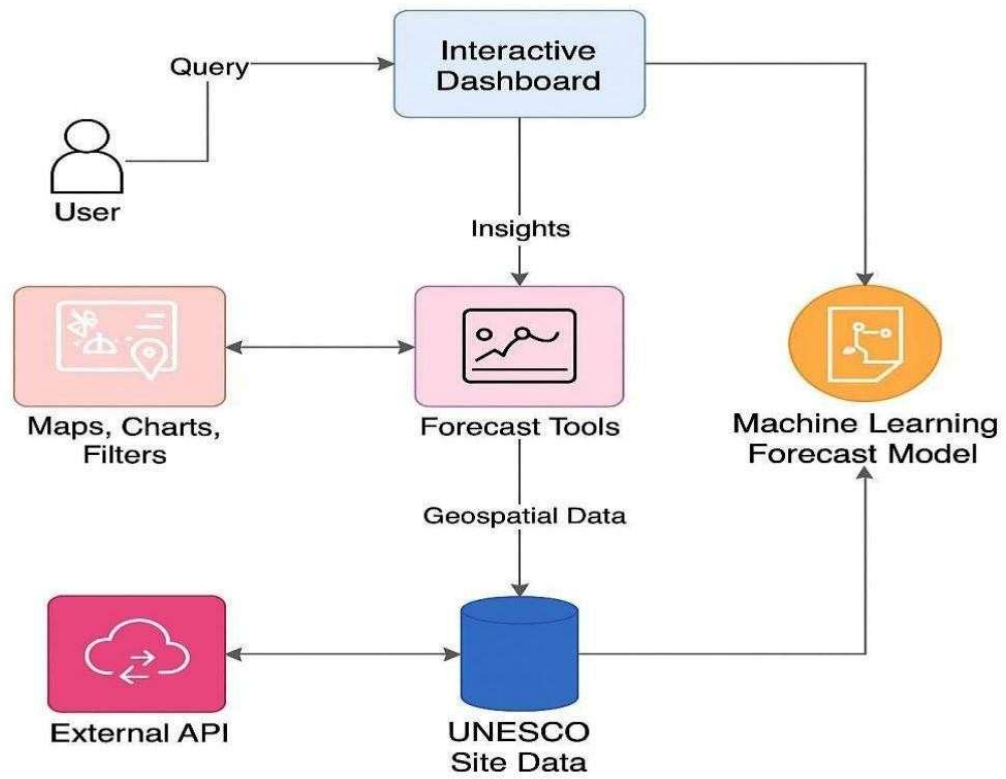 Query
Interactive
Dashboard
User
Insights
Maps, Charts,
Filters
Forecast Tools
Machine Learning
Forecast Model
Geospatial Data
External API
UNESCO
Site Data